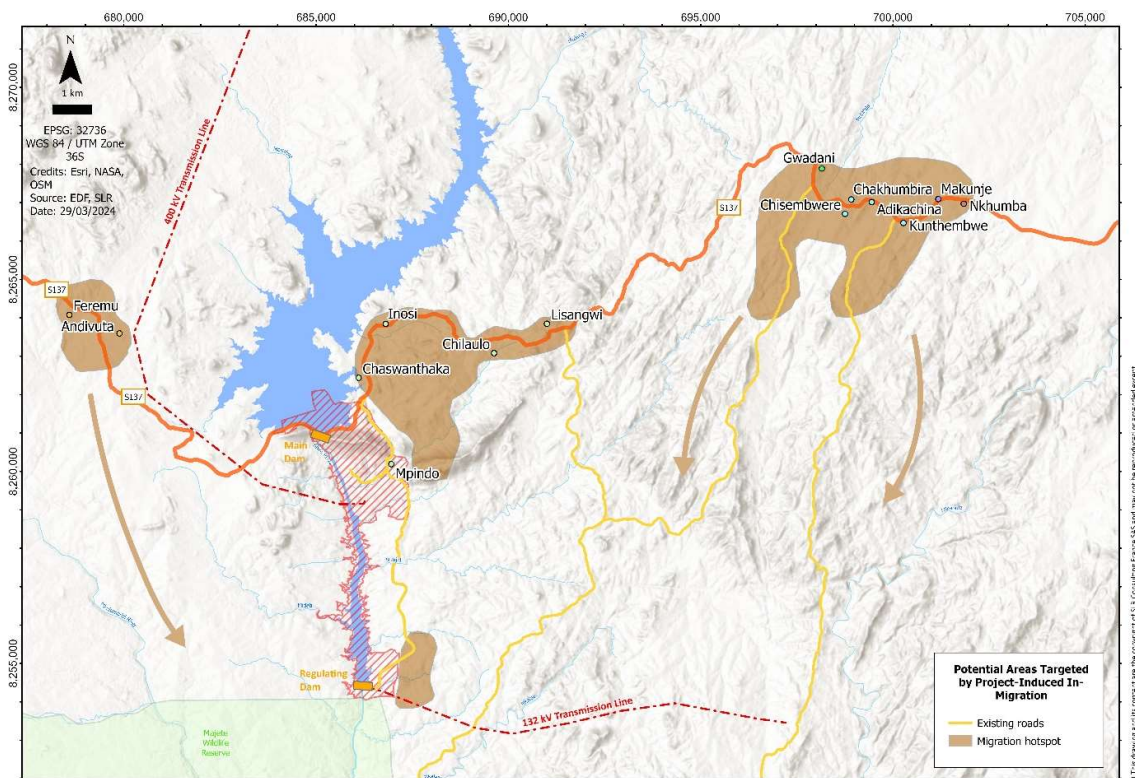 680,000
685,000
690,000
695,000
700,000
705,000
8,270,000
8,265,000
8,260,000
8,255,000
N
1 km
EPSG: 32736
WGS 84 / UTM Zone
36S
Credits: Esri, NASA,
OSM
Source: EDF, SLR
Date: 29/03/2024
400 kV Transmission Line
Gwadani
Chakhumbira
Makunje
Chisembwere
Adikachina
Nkhumba
Kunthembwe
S137
S137
Feremu
Andivuta
Inosi
Lisangwi
Chilaulo
Chaswanthaka
S137
Main
Dam
Mpindo
Regulating
Dam
132 kV Transmission Line
Majete
Wildlife
Reserve
Potential Areas Targeted
by Project-Induced In-
Migration
Existing roads
Migration hotspot